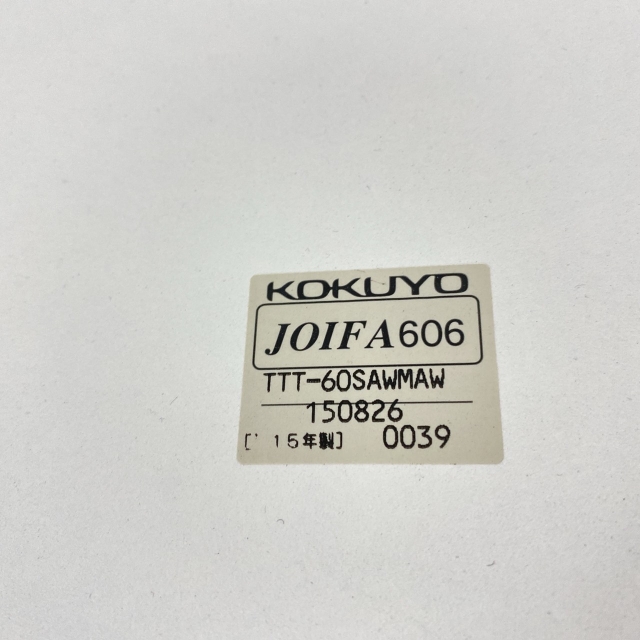 KOKUYO
JOIFA606
TTT-60SAWMAW
150826
[' 15年製] 0039